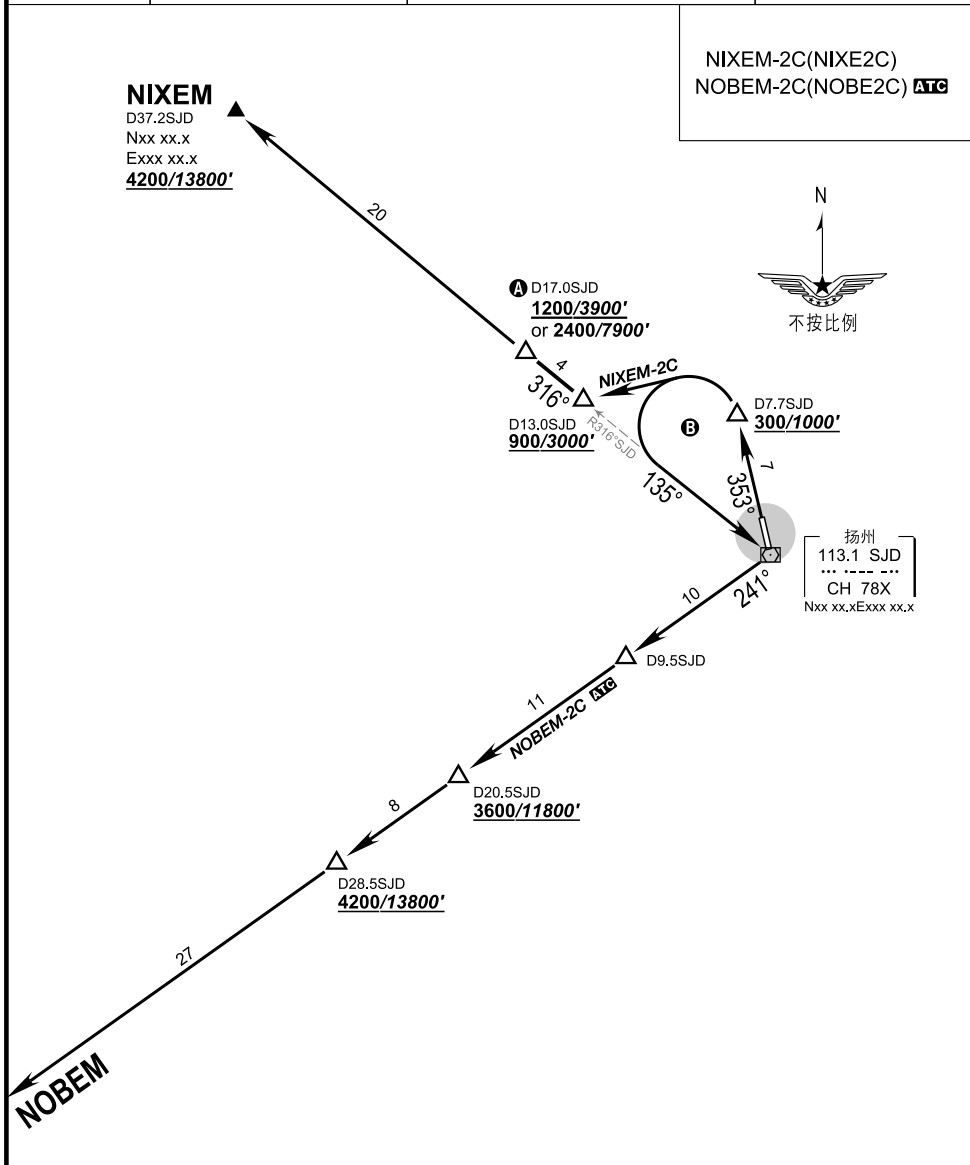 NIXEM-2C(NIXE2C)
NOBEM-2C(NOBE2C) ATC
NIXEM
D37.2SJD
Nxx xx.x
Exxx xx.x
4200/13800'
20
N
不按比例
A D17.0SJD
1200/3900'
or 2400/7900'
4
316°
NIXEM-2C
D13.0SJD
900/3000'
R316°SJD
B
D7.7SJD
300/1000'
7
353°
135°
扬州
113.1 SJD
CH 78X
Nxx xx.xExxx xx.x
241°
10
D9.5SJD
11
NOBEM-2C ATC
D20.5SJD
3600/11800'
8
D28.5SJD
4200/13800'
27
NOBEM